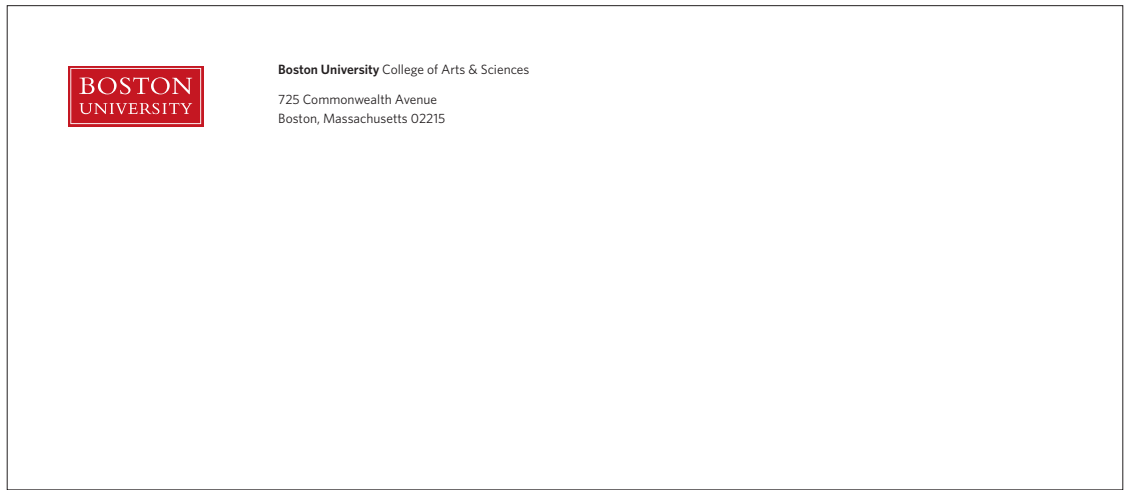 BOSTON
UNIVERSITY
Boston University College of Arts & Sciences
725 Commonwealth Avenue
Boston, Massachusetts 02215